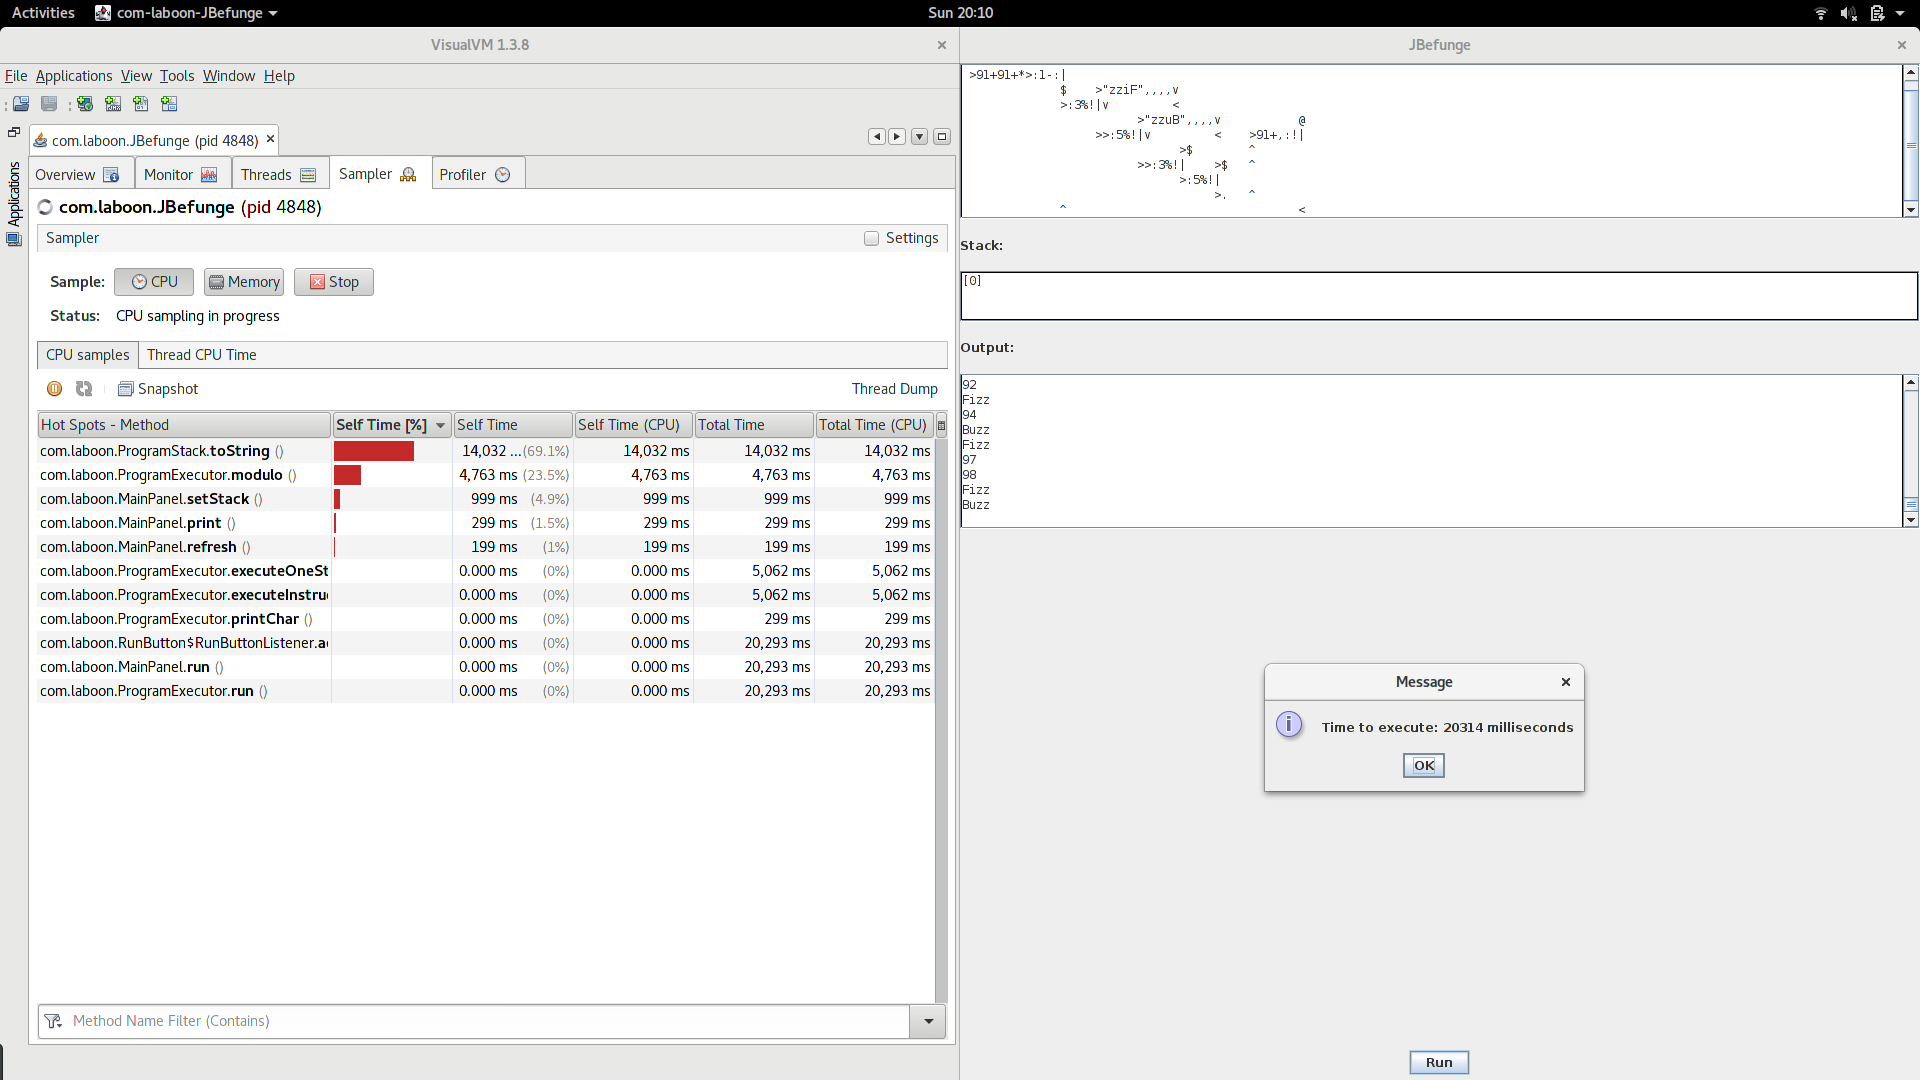 Activities com-laboon-JBefunge Sun 20:10
VisualVM 1.3.8
File Applications View Tools Window Help
Applications
com.laboon.JBefunge (pid 4848)
Overview Monitor Threads Sampler Profiler
com.laboon.JBefunge (pid 4848)
Sampler Settings
Sample: CPU Memory Stop
Status: CPU sampling in progress
CPU samples Thread CPU Time
Snapshot Thread Dump
Hot Spots - Method Self Time [%] Self Time Self Time (CPU) Total Time Total Time (CPU)
com.laboon.ProgramStack.toString () 14,032 ... (69.1%) 14,032 ms 14,032 ms 14,032 ms
com.laboon.ProgramExecutor.modulo () 4,763 ms (23.5%) 4,763 ms 4,763 ms 4,763 ms
com.laboon.MainPanel.setStack () 999 ms (4.9%) 999 ms 999 ms 999 ms
com.laboon.MainPanel.print () 299 ms (1.5%) 299 ms 299 ms 299 ms
com.laboon.MainPanel.refresh () 199 ms (1%) 199 ms 199 ms 199 ms
com.laboon.ProgramExecutor.executeOneSt 0.000 ms (0%) 0.000 ms 5,062 ms 5,062 ms
com.laboon.ProgramExecutor.executeInstru 0.000 ms (0%) 0.000 ms 5,062 ms 5,062 ms
com.laboon.ProgramExecutor.printChar () 0.000 ms (0%) 0.000 ms 299 ms 299 ms
com.laboon.RunButton$RunButtonListener.a 0.000 ms (0%) 0.000 ms 20,293 ms 20,293 ms
com.laboon.MainPanel.run () 0.000 ms (0%) 0.000 ms 20,293 ms 20,293 ms
com.laboon.ProgramExecutor.run () 0.000 ms (0%) 0.000 ms 20,293 ms 20,293 ms
Method Name Filter (Contains)
JBefunge
>91+91+*>:1-:|
             $    >"zziF",,,,v
             >:3%!|v         <
                        >"zzuB",,,,v           @
                  >>:5%!|v         <    >91+,:!|
                              >$        ^
                        >>:3%!|    >$   ^
                              >:5%!|
                                   >.   ^
             ^                                 <
Stack:
[0]
Output:
92
Fizz
94
Buzz
Fizz
97
98
Fizz
Buzz
Message
Time to execute: 20314 milliseconds
OK
Run